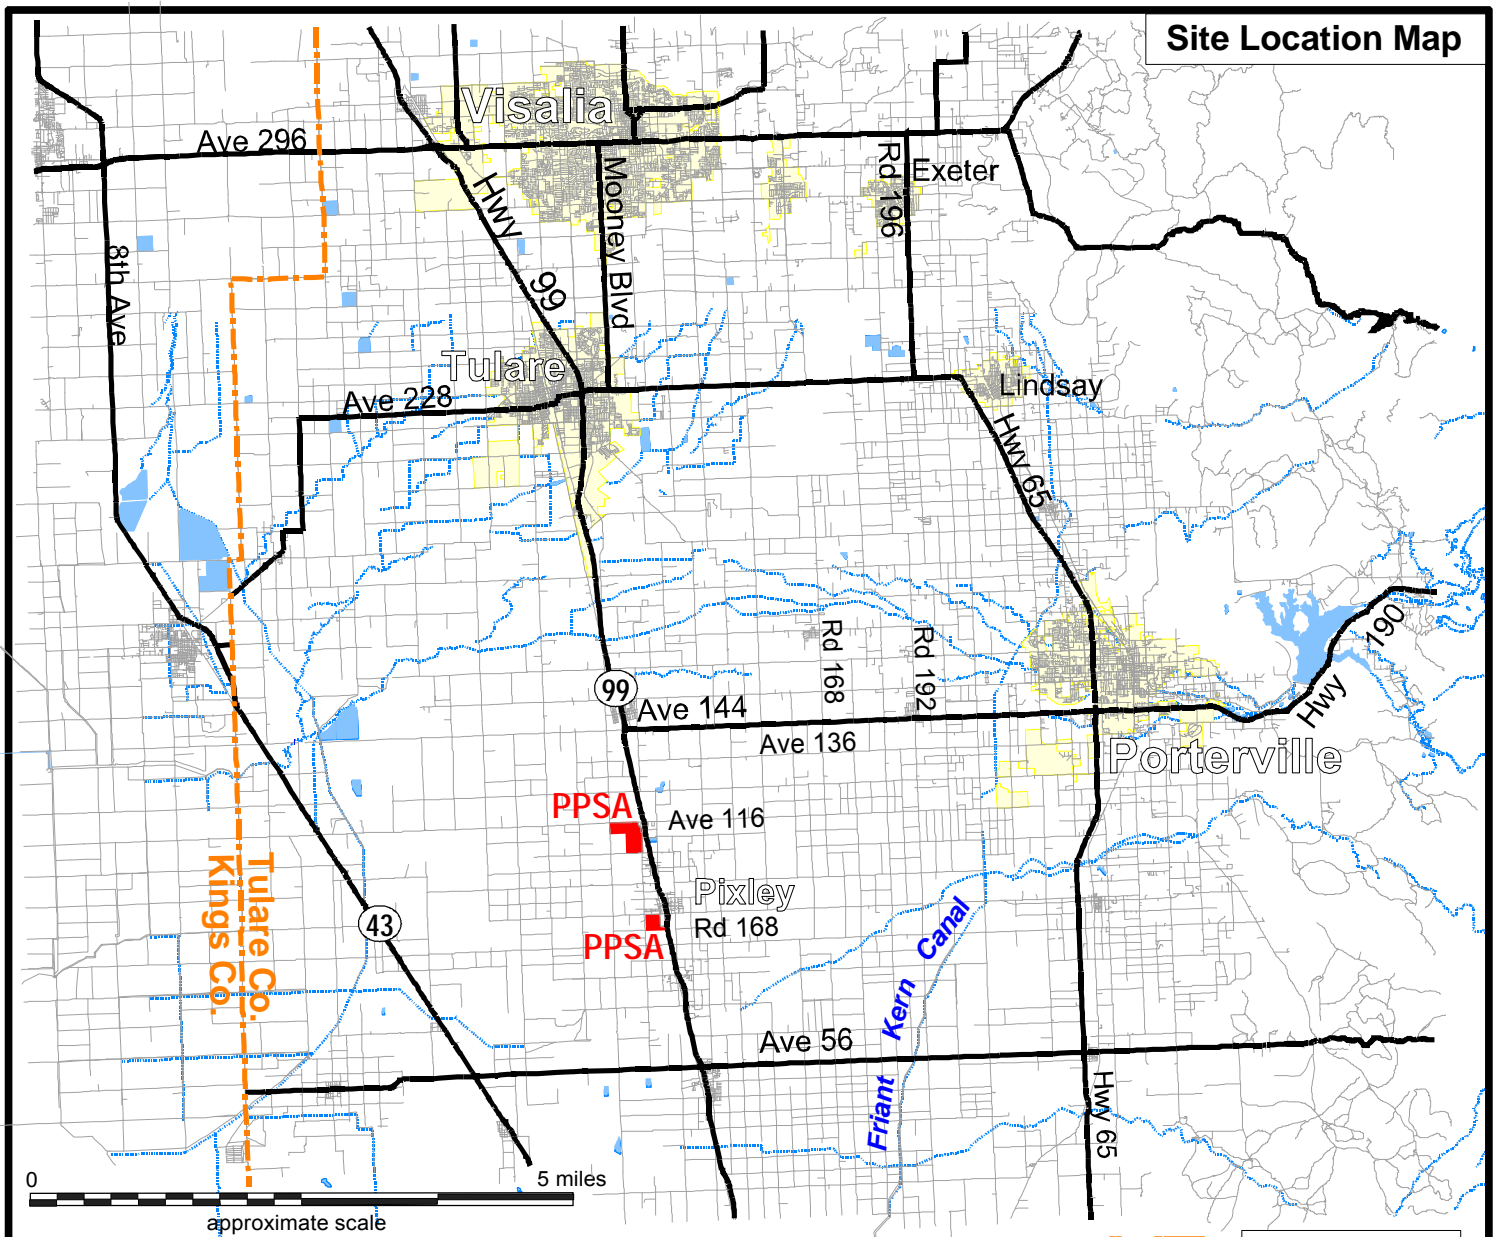 Site Location Map
Visalia
Ave 296
Rd 196
Exeter
Hwy
99
Mooney Blvd
8th Ave
Tulare
Ave 228
Lindsay
Hwy 65
Rd 168
Rd 192
Hwy
190
99
Ave 144
Ave 136
Porterville
PPSA
Ave 116
Pixley
Rd 168
PPSA
Tulare Co.
Kings Co.
43
Friant Kern Canal
Ave 56
Hwy 65
0
5 miles
approximate scale